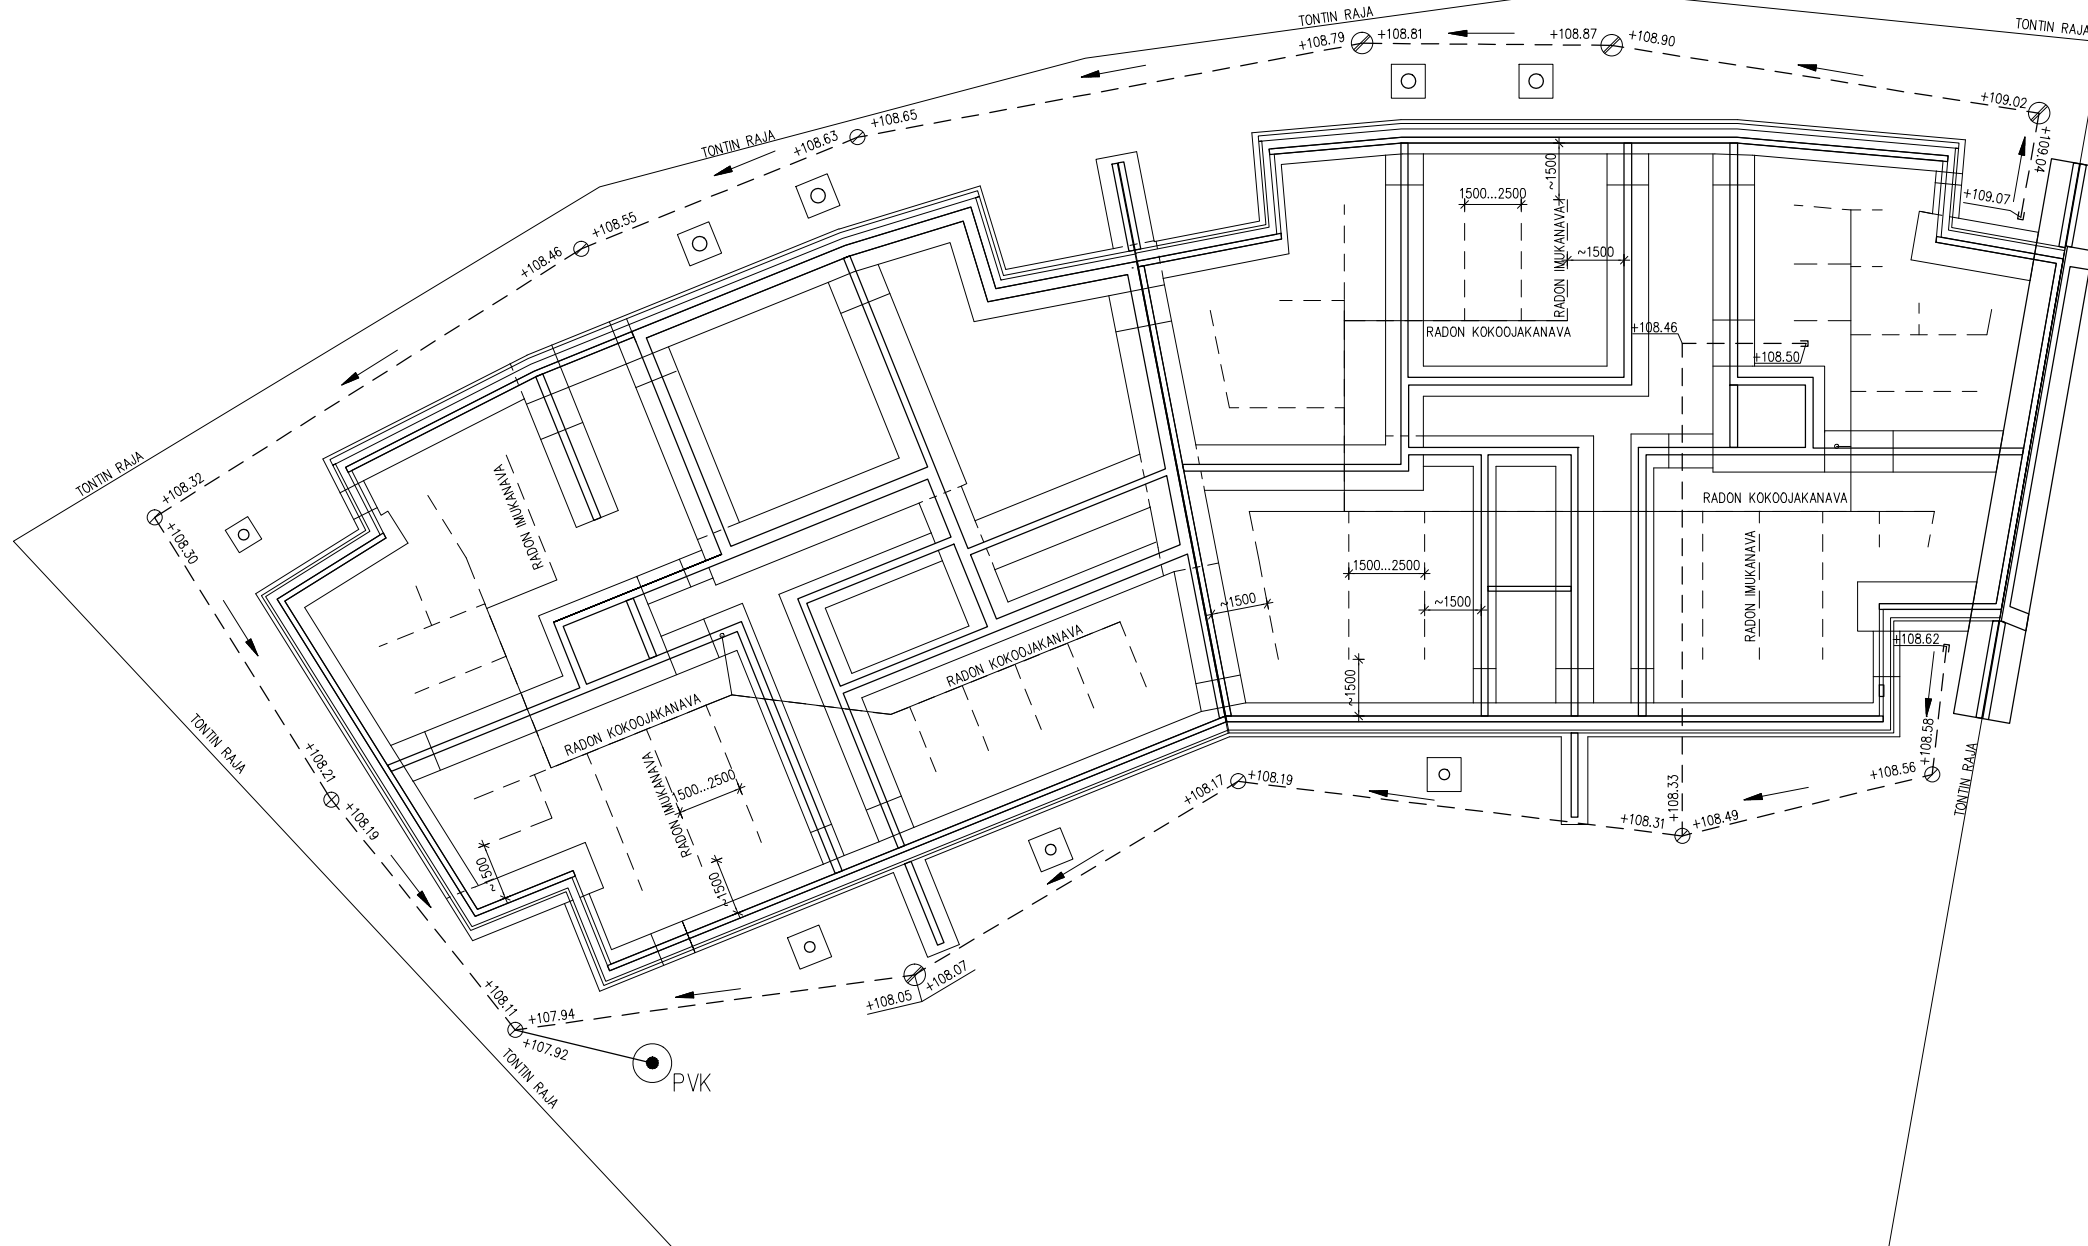 TONTIN RAJA
TONTIN RAJA
+108.79
+108.81
+108.87
+108.90
+109.02
+109.04
+109.07
TONTIN RAJA
+108.63
+108.65
+108.46
+108.55
~1500
1500...2500
RADON IMUKANAVA
~1500
RADON KOKOOJAKANAVA
+108.46
+108.50
TONTIN RAJA
+108.32
+108.30
RADON IMUKANAVA
RADON KOKOOJAKANAVA
RADON IMUKANAVA
1500...2500
~1500
~1500
~1500
RADON KOKOOJAKANAVA
RADON KOKOOJAKANAVA
RADON IMUKANAVA
1500...2500
~1500
~1500
+108.62
+108.58
+108.56
TONTIN RAJA
TONTIN RAJA
+108.21
+108.19
+108.17
+108.19
+108.33
+108.31
+108.49
+108.11
+107.94
+107.92
+108.05
+108.07
TONTIN RAJA
PVK